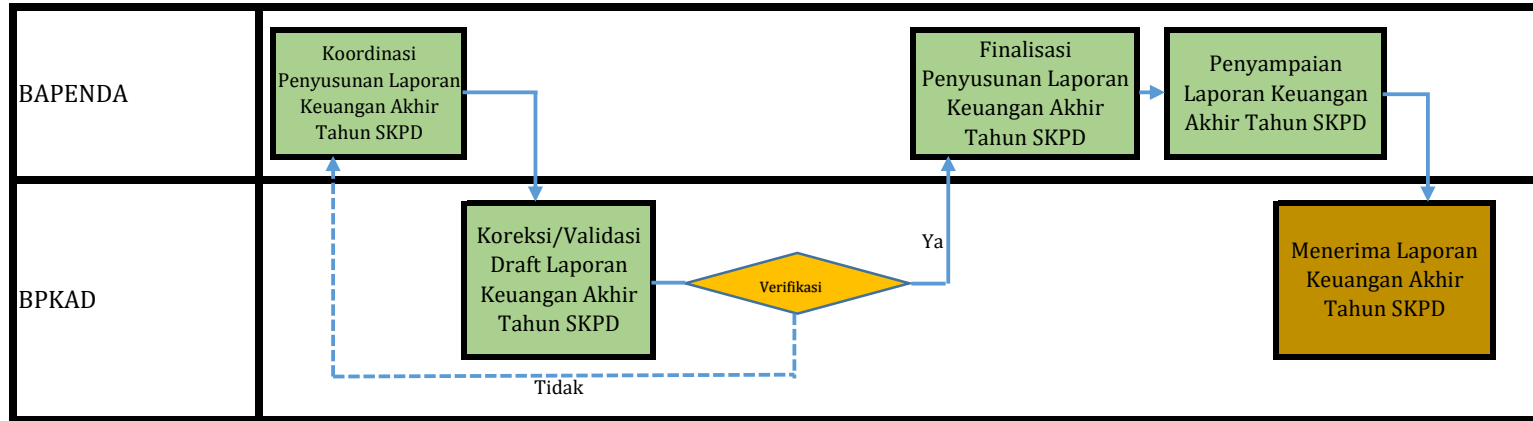 BAPENDA
Koordinasi
Penyusunan Laporan
Keuangan Akhir
Tahun SKPD
Finalisasi
Penyusunan Laporan
Keuangan Akhir
Tahun SKPD
Penyampaian
Laporan Keuangan
Akhir Tahun SKPD
BPKAD
Koreksi/Validasi
Draft Laporan
Keuangan Akhir
Tahun SKPD
Verifikasi
Ya
Tidak
Menerima Laporan
Keuangan Akhir
Tahun SKPD